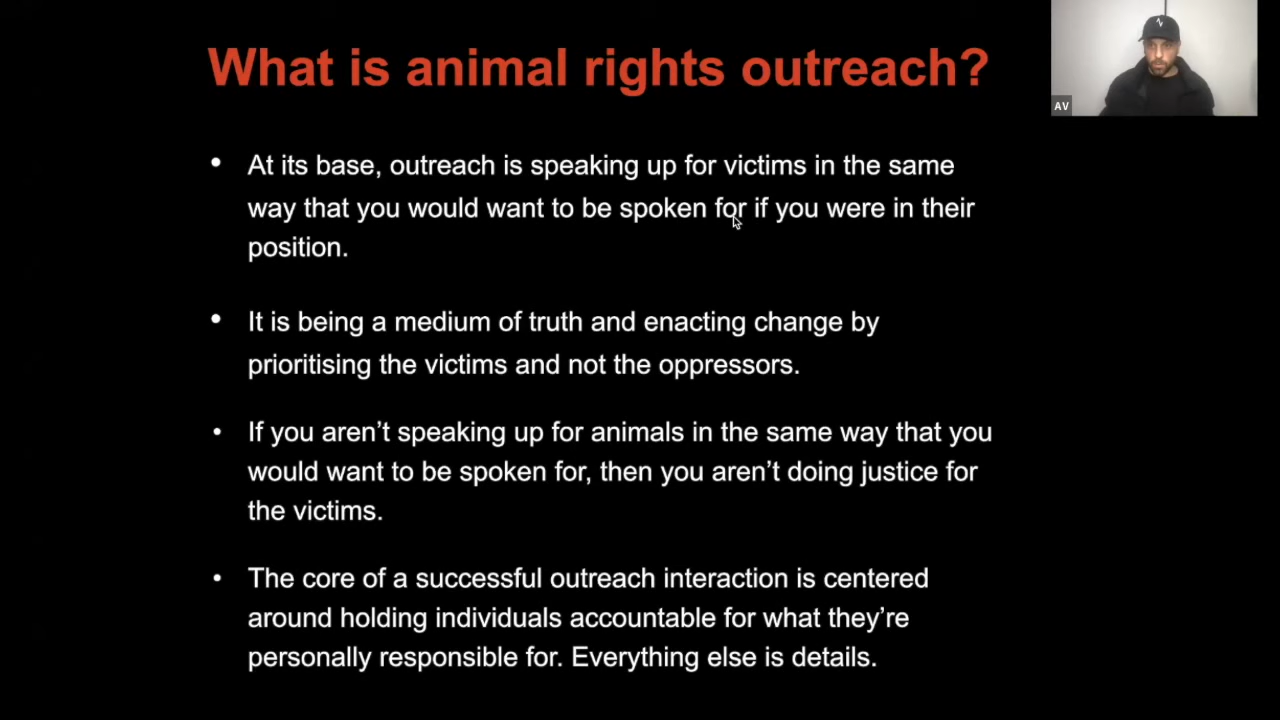 What is animal rights outreach?
AV
• At its base, outreach is speaking up for victims in the same
way that you would want to be spoken for if you were in their
position.
• It is being a medium of truth and enacting change by
prioritising the victims and not the oppressors.
• If you aren’t speaking up for animals in the same way that you
would want to be spoken for, then you aren’t doing justice for
the victims.
• The core of a successful outreach interaction is centered
around holding individuals accountable for what they’re
personally responsible for. Everything else is details.